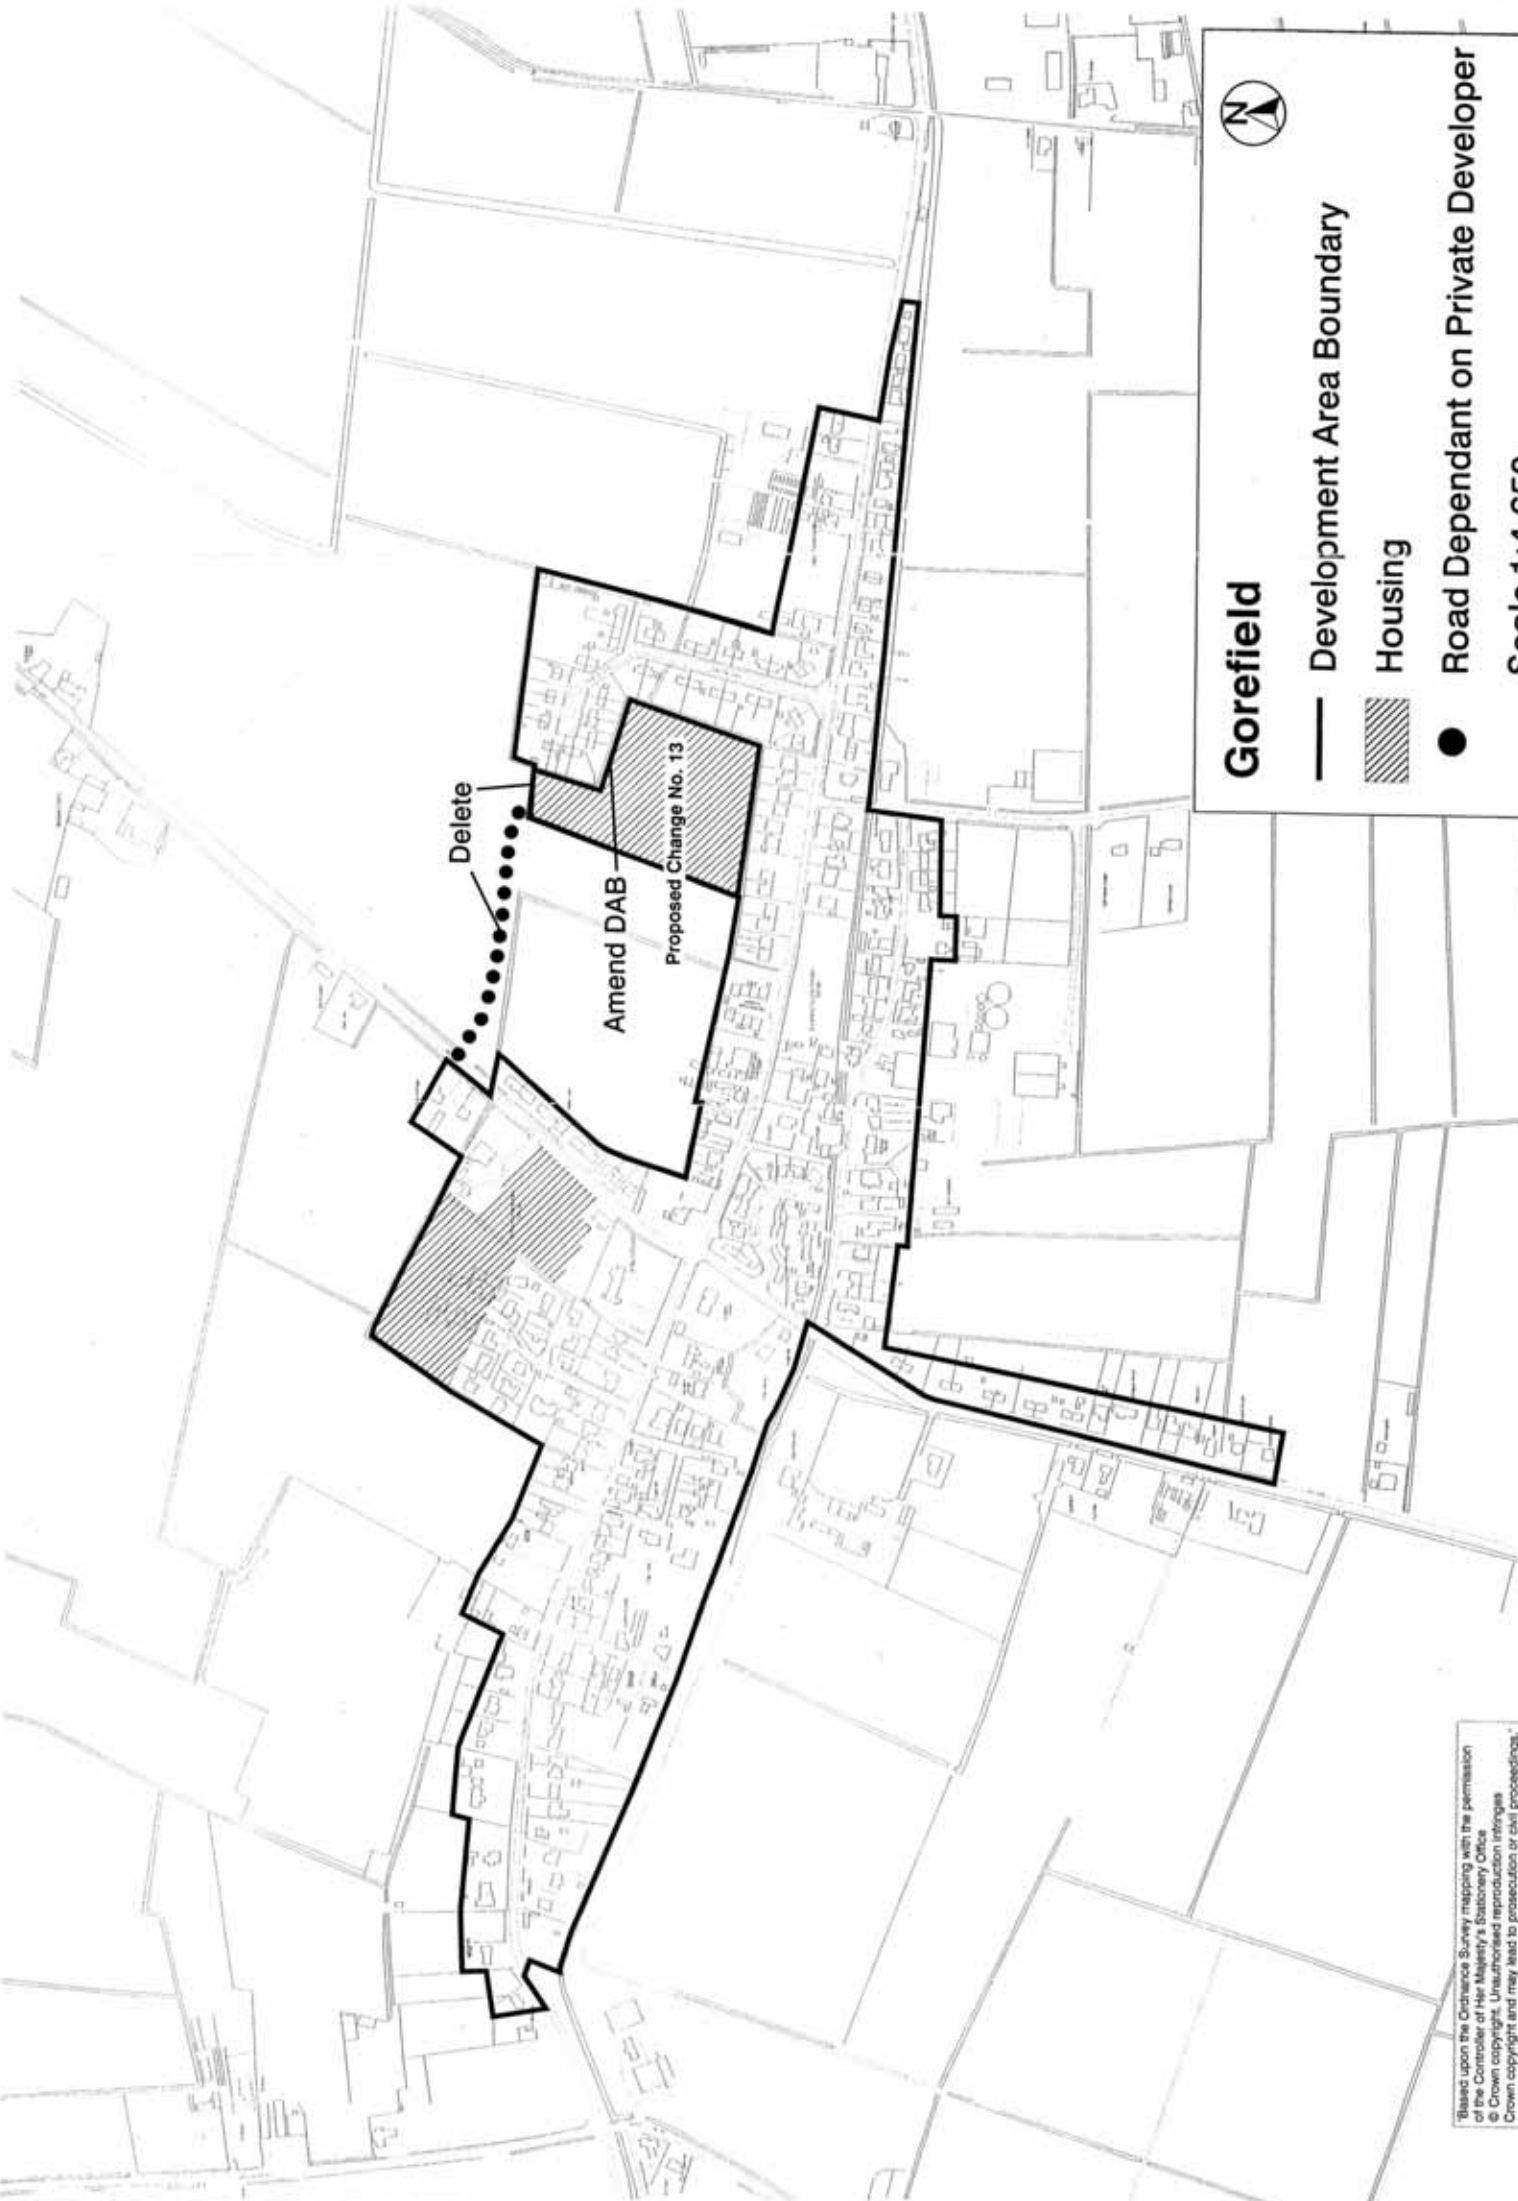 Delete
Amend DAB
Proposed Change No. 13
N
Gorefield
Development Area Boundary
Housing
Road Dependant on Private Developer
"Based upon the Ordnance Survey mapping with the permission
of the Controller of Her Majesty's Stationery Office
© Crown copyright. Unauthorised reproduction infringes
Crown copyright and may lead to prosecution or civil proceedings."